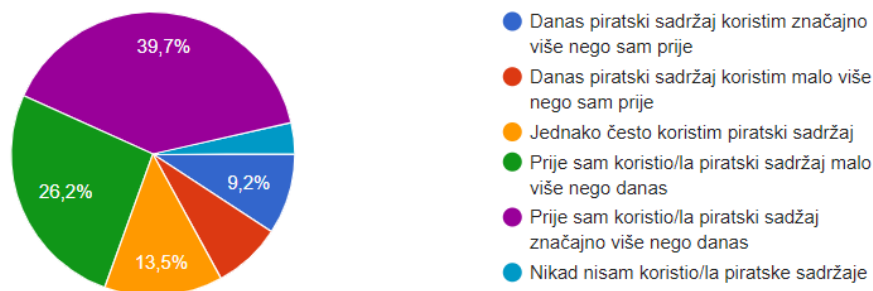 39,7%
26,2%
13,5%
9,2%
Danas piratski sadržaj koristim značajno
više nego sam prije
Danas piratski sadržaj koristim malo više
nego sam prije
Jednako često koristim piratski sadržaj
Prije sam koristio/la piratski sadržaj malo
više nego danas
Prije sam koristio/la piratski sadžaj
značajno više nego danas
Nikad nisam koristio/la piratske sadržaje